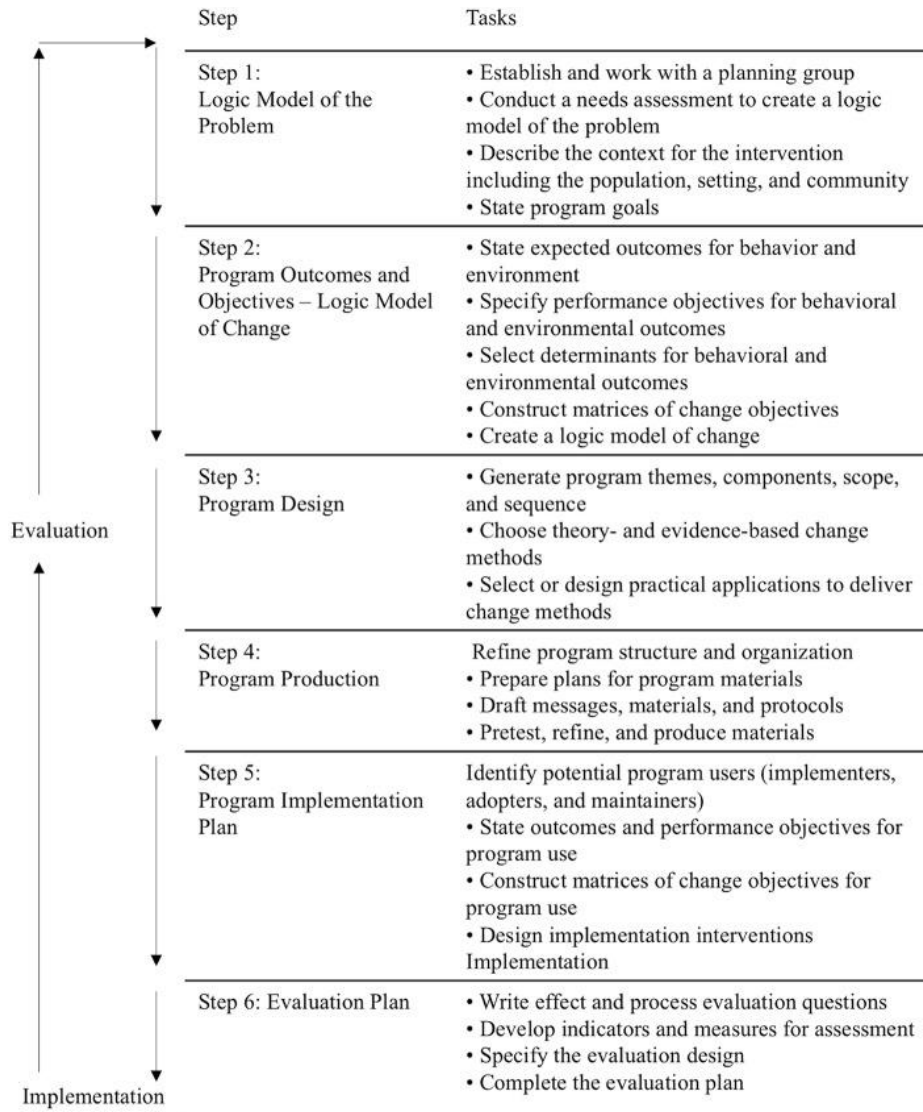 Step Tasks
Step 1:
Logic Model of the
Problem
• Establish and work with a planning group
• Conduct a needs assessment to create a logic
model of the problem
• Describe the context for the intervention
including the population, setting, and community
• State program goals
Step 2:
Program Outcomes and
Objectives – Logic Model
of Change
• State expected outcomes for behavior and
environment
• Specify performance objectives for behavioral
and environmental outcomes
• Select determinants for behavioral and
environmental outcomes
• Construct matrices of change objectives
• Create a logic model of change
Step 3:
Program Design
• Generate program themes, components, scope,
and sequence
• Choose theory- and evidence-based change
methods
• Select or design practical applications to deliver
change methods
Evaluation
Step 4:
Program Production
Refine program structure and organization
• Prepare plans for program materials
• Draft messages, materials, and protocols
• Pretest, refine, and produce materials
Step 5:
Program Implementation
Plan
Identify potential program users (implementers,
adopters, and maintainers)
• State outcomes and performance objectives for
program use
• Construct matrices of change objectives for
program use
• Design implementation interventions
Implementation
Step 6: Evaluation Plan
• Write effect and process evaluation questions
• Develop indicators and measures for assessment
• Specify the evaluation design
• Complete the evaluation plan
Implementation